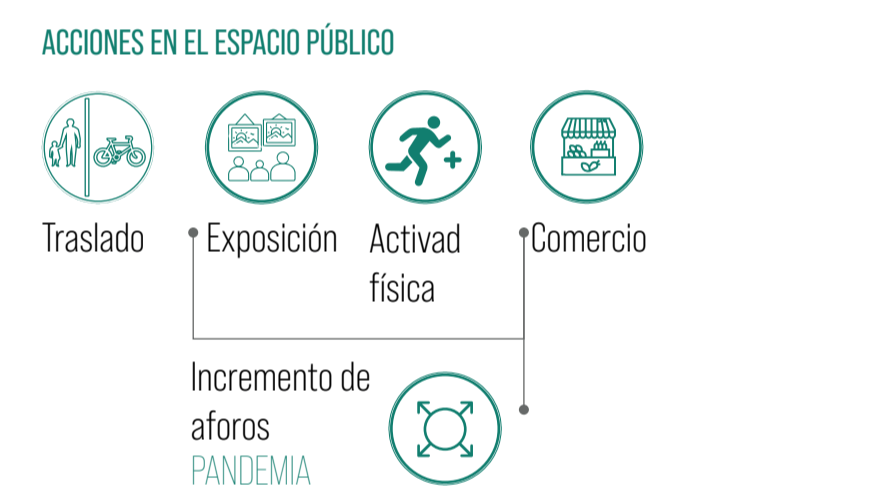 ACCIONES EN EL ESPACIO PÚBLICO
Traslado
Exposición
Activad
física
Comercio
Incremento de
aforos
PANDEMIA